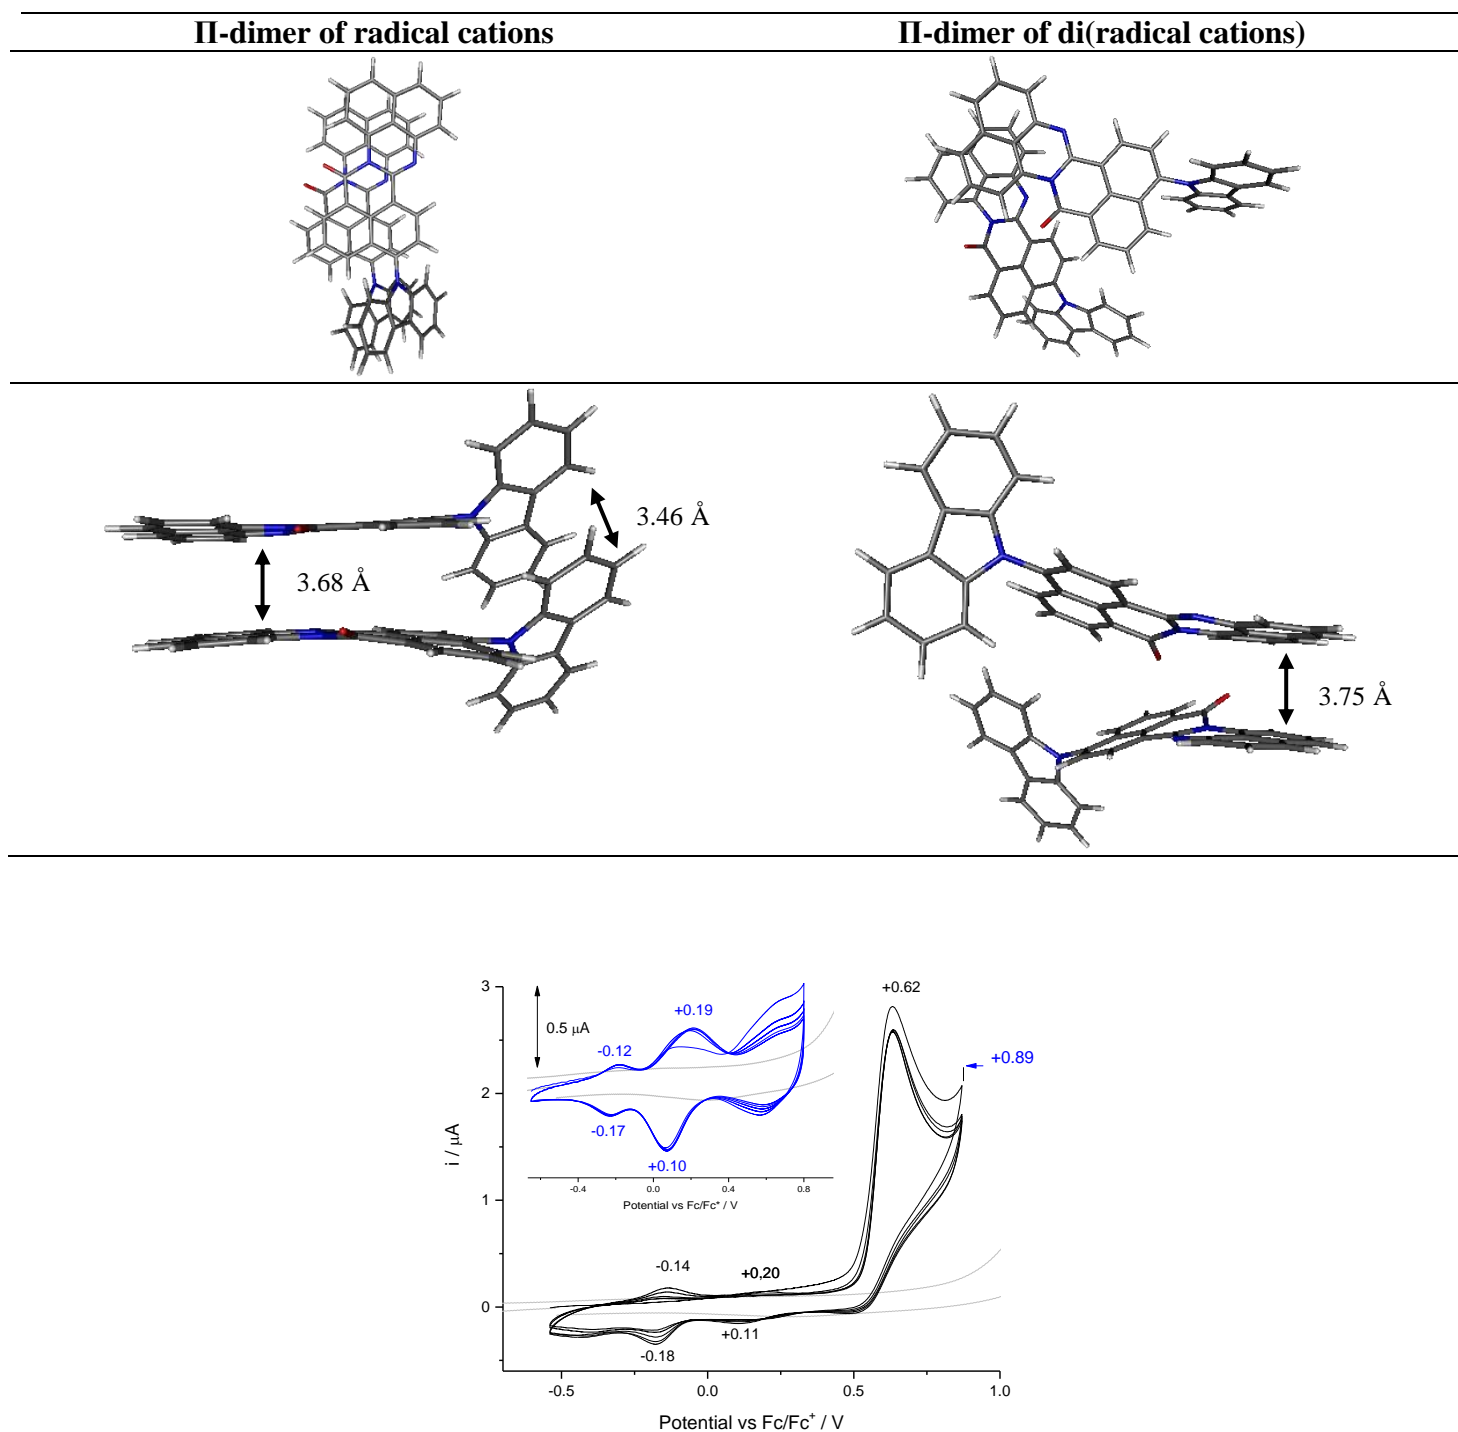 Π-dimer of radical cations
Π-dimer of di(radical cations)
3.46 Å
3.68 Å
3.75 Å
3
2
1
0
i / μA
0.5 μA
-0.12
+0.19
-0.17
+0.10
-0.4
0.0
0.4
0.8
Potential vs Fc/Fc⁺ / V
+0.62
+0.89
-0.14
+0,20
-0.18
+0.11
-0.5
0.0
0.5
1.0
Potential vs Fc/Fc⁺ / V